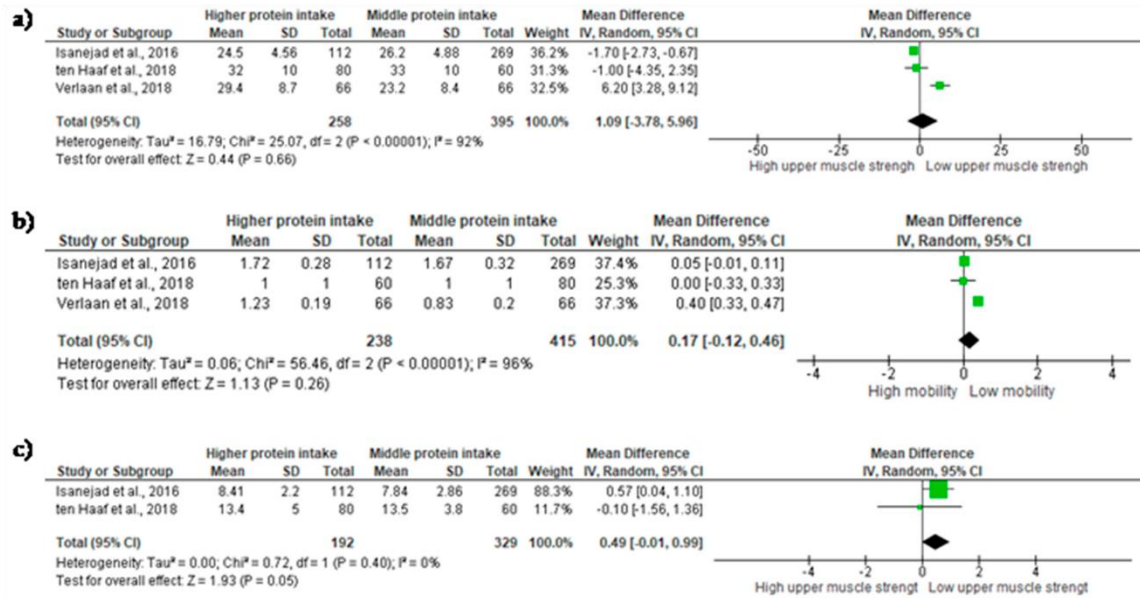 a)
Higher protein intake Middle protein intake Mean Difference Mean Difference
Study or Subgroup Mean SD Total Mean SD Total Weight IV, Random, 95% CI IV, Random, 95% CI
Isanejad et al., 2016 24.5 4.56 112 26.2 4.88 269 36.2% -1.70 [-2.73, -0.67]
ten Haaf et al., 2018 32 10 80 33 10 60 31.3% -1.00 [-4.35, 2.35]
Verlaan et al., 2018 29.4 8.7 66 23.2 8.4 66 32.5% 6.20 [3.28, 9.12]
Total (95% CI) 258 395 100.0% 1.09 [-3.78, 5.96]
Heterogeneity: Tau² = 16.79; Chi² = 25.07, df = 2 (P < 0.00001); I² = 92%
Test for overall effect: Z = 0.44 (P = 0.66)
-50 -25 0 25 50
High upper muscle strengh Low upper muscle strengh
b)
Higher protein intake Middle protein intake Mean Difference Mean Difference
Study or Subgroup Mean SD Total Mean SD Total Weight IV, Random, 95% CI IV, Random, 95% CI
Isanejad et al., 2016 1.72 0.28 112 1.67 0.32 269 37.4% 0.05 [-0.01, 0.11]
ten Haaf et al., 2018 1 1 60 1 1 80 25.3% 0.00 [-0.33, 0.33]
Verlaan et al., 2018 1.23 0.19 66 0.83 0.2 66 37.3% 0.40 [0.33, 0.47]
Total (95% CI) 238 415 100.0% 0.17 [-0.12, 0.46]
Heterogeneity: Tau² = 0.06; Chi² = 56.46, df = 2 (P < 0.00001); I² = 96%
Test for overall effect: Z = 1.13 (P = 0.26)
-4 -2 0 2 4
High mobility Low mobility
c)
Higher protein intake Middle protein intake Mean Difference Mean Difference
Study or Subgroup Mean SD Total Mean SD Total Weight IV, Random, 95% CI IV, Random, 95% CI
Isanejad et al., 2016 8.41 2.2 112 7.84 2.86 269 88.3% 0.57 [0.04, 1.10]
ten Haaf et al., 2018 13.4 5 80 13.5 3.8 60 11.7% -0.10 [-1.56, 1.36]
Total (95% CI) 192 329 100.0% 0.49 [-0.01, 0.99]
Heterogeneity: Tau² = 0.00; Chi² = 0.72, df = 1 (P = 0.40); I² = 0%
Test for overall effect: Z = 1.93 (P = 0.05)
-4 -2 0 2 4
High upper muscle strengt Low upper muscle strengt